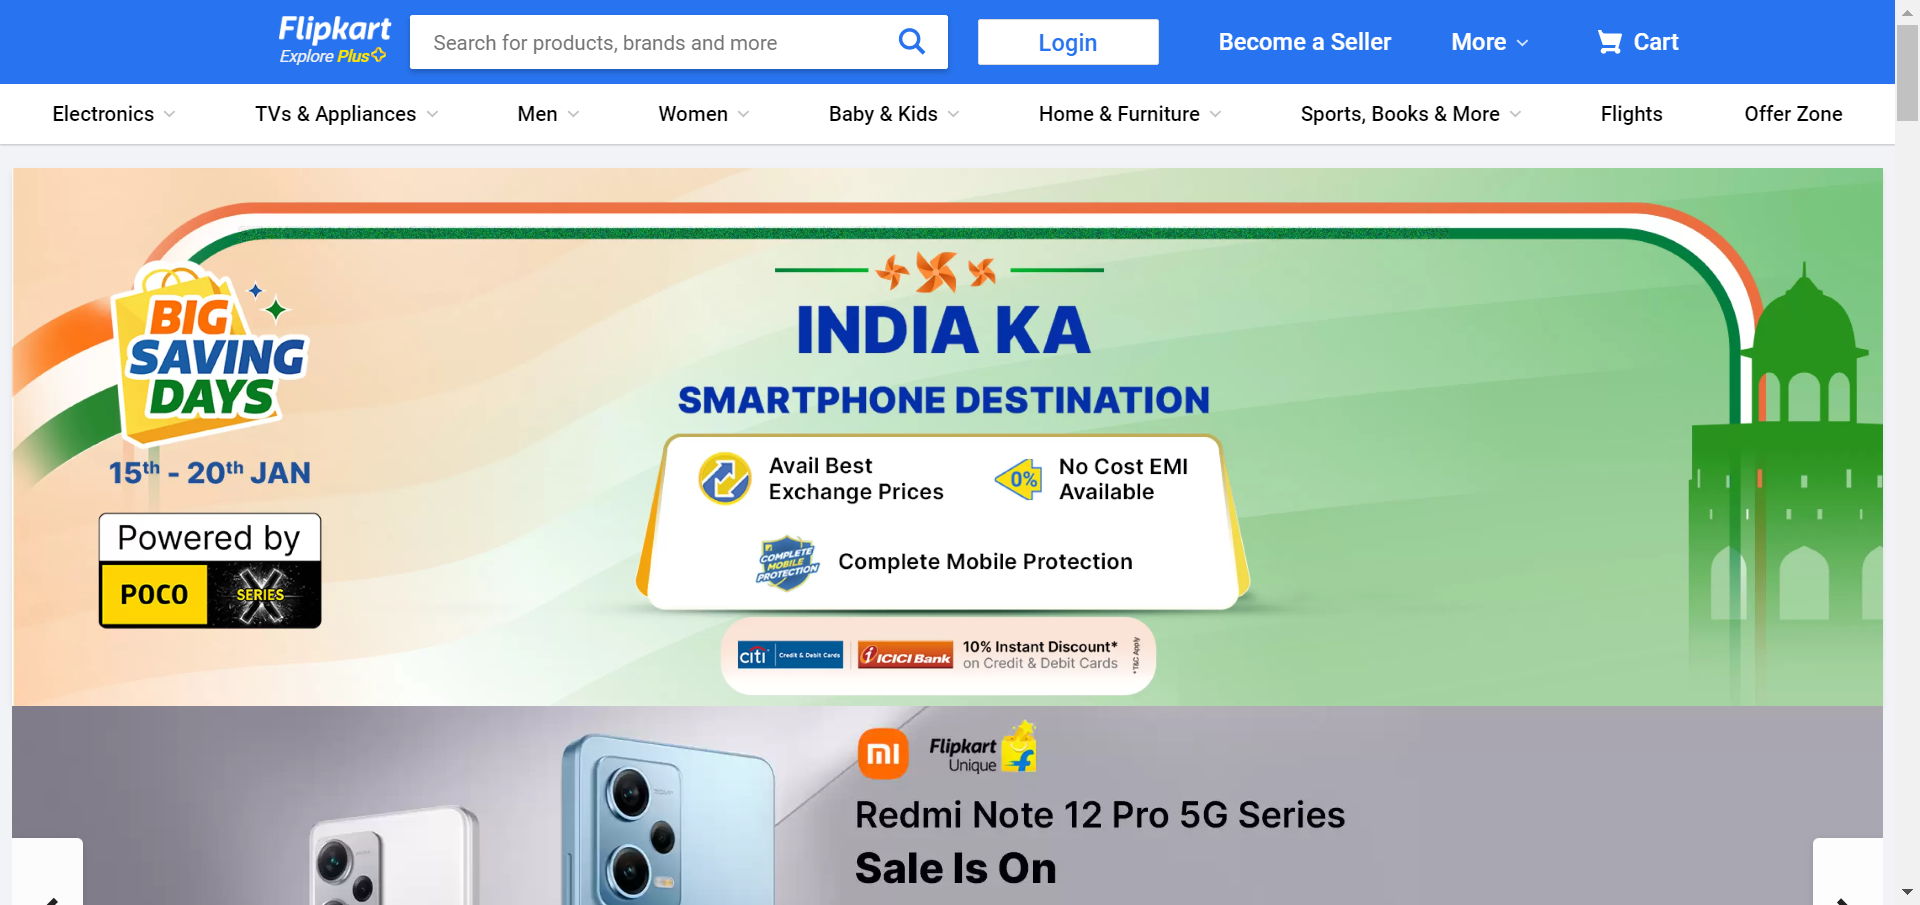 Flipkart
Explore Plus
Search for products, brands and more
Login
Become a Seller
More
Cart
Electronics
TVs & Appliances
Men
Women
Baby & Kids
Home & Furniture
Sports, Books & More
Flights
Offer Zone
BIG
SAVING
DAYS
15th - 20th JAN
Powered by
POCO
X
SERIES
INDIA KA
SMARTPHONE DESTINATION
Avail Best
Exchange Prices
0%
No Cost EMI
Available
COMPLETE
MOBILE
PROTECTION
Complete Mobile Protection
citi
Credit & Debit Cards
ICICI Bank
10% Instant Discount*
on Credit & Debit Cards
*T&C Apply
mi
Flipkart
Unique
Redmi Note 12 Pro 5G Series
Sale Is On